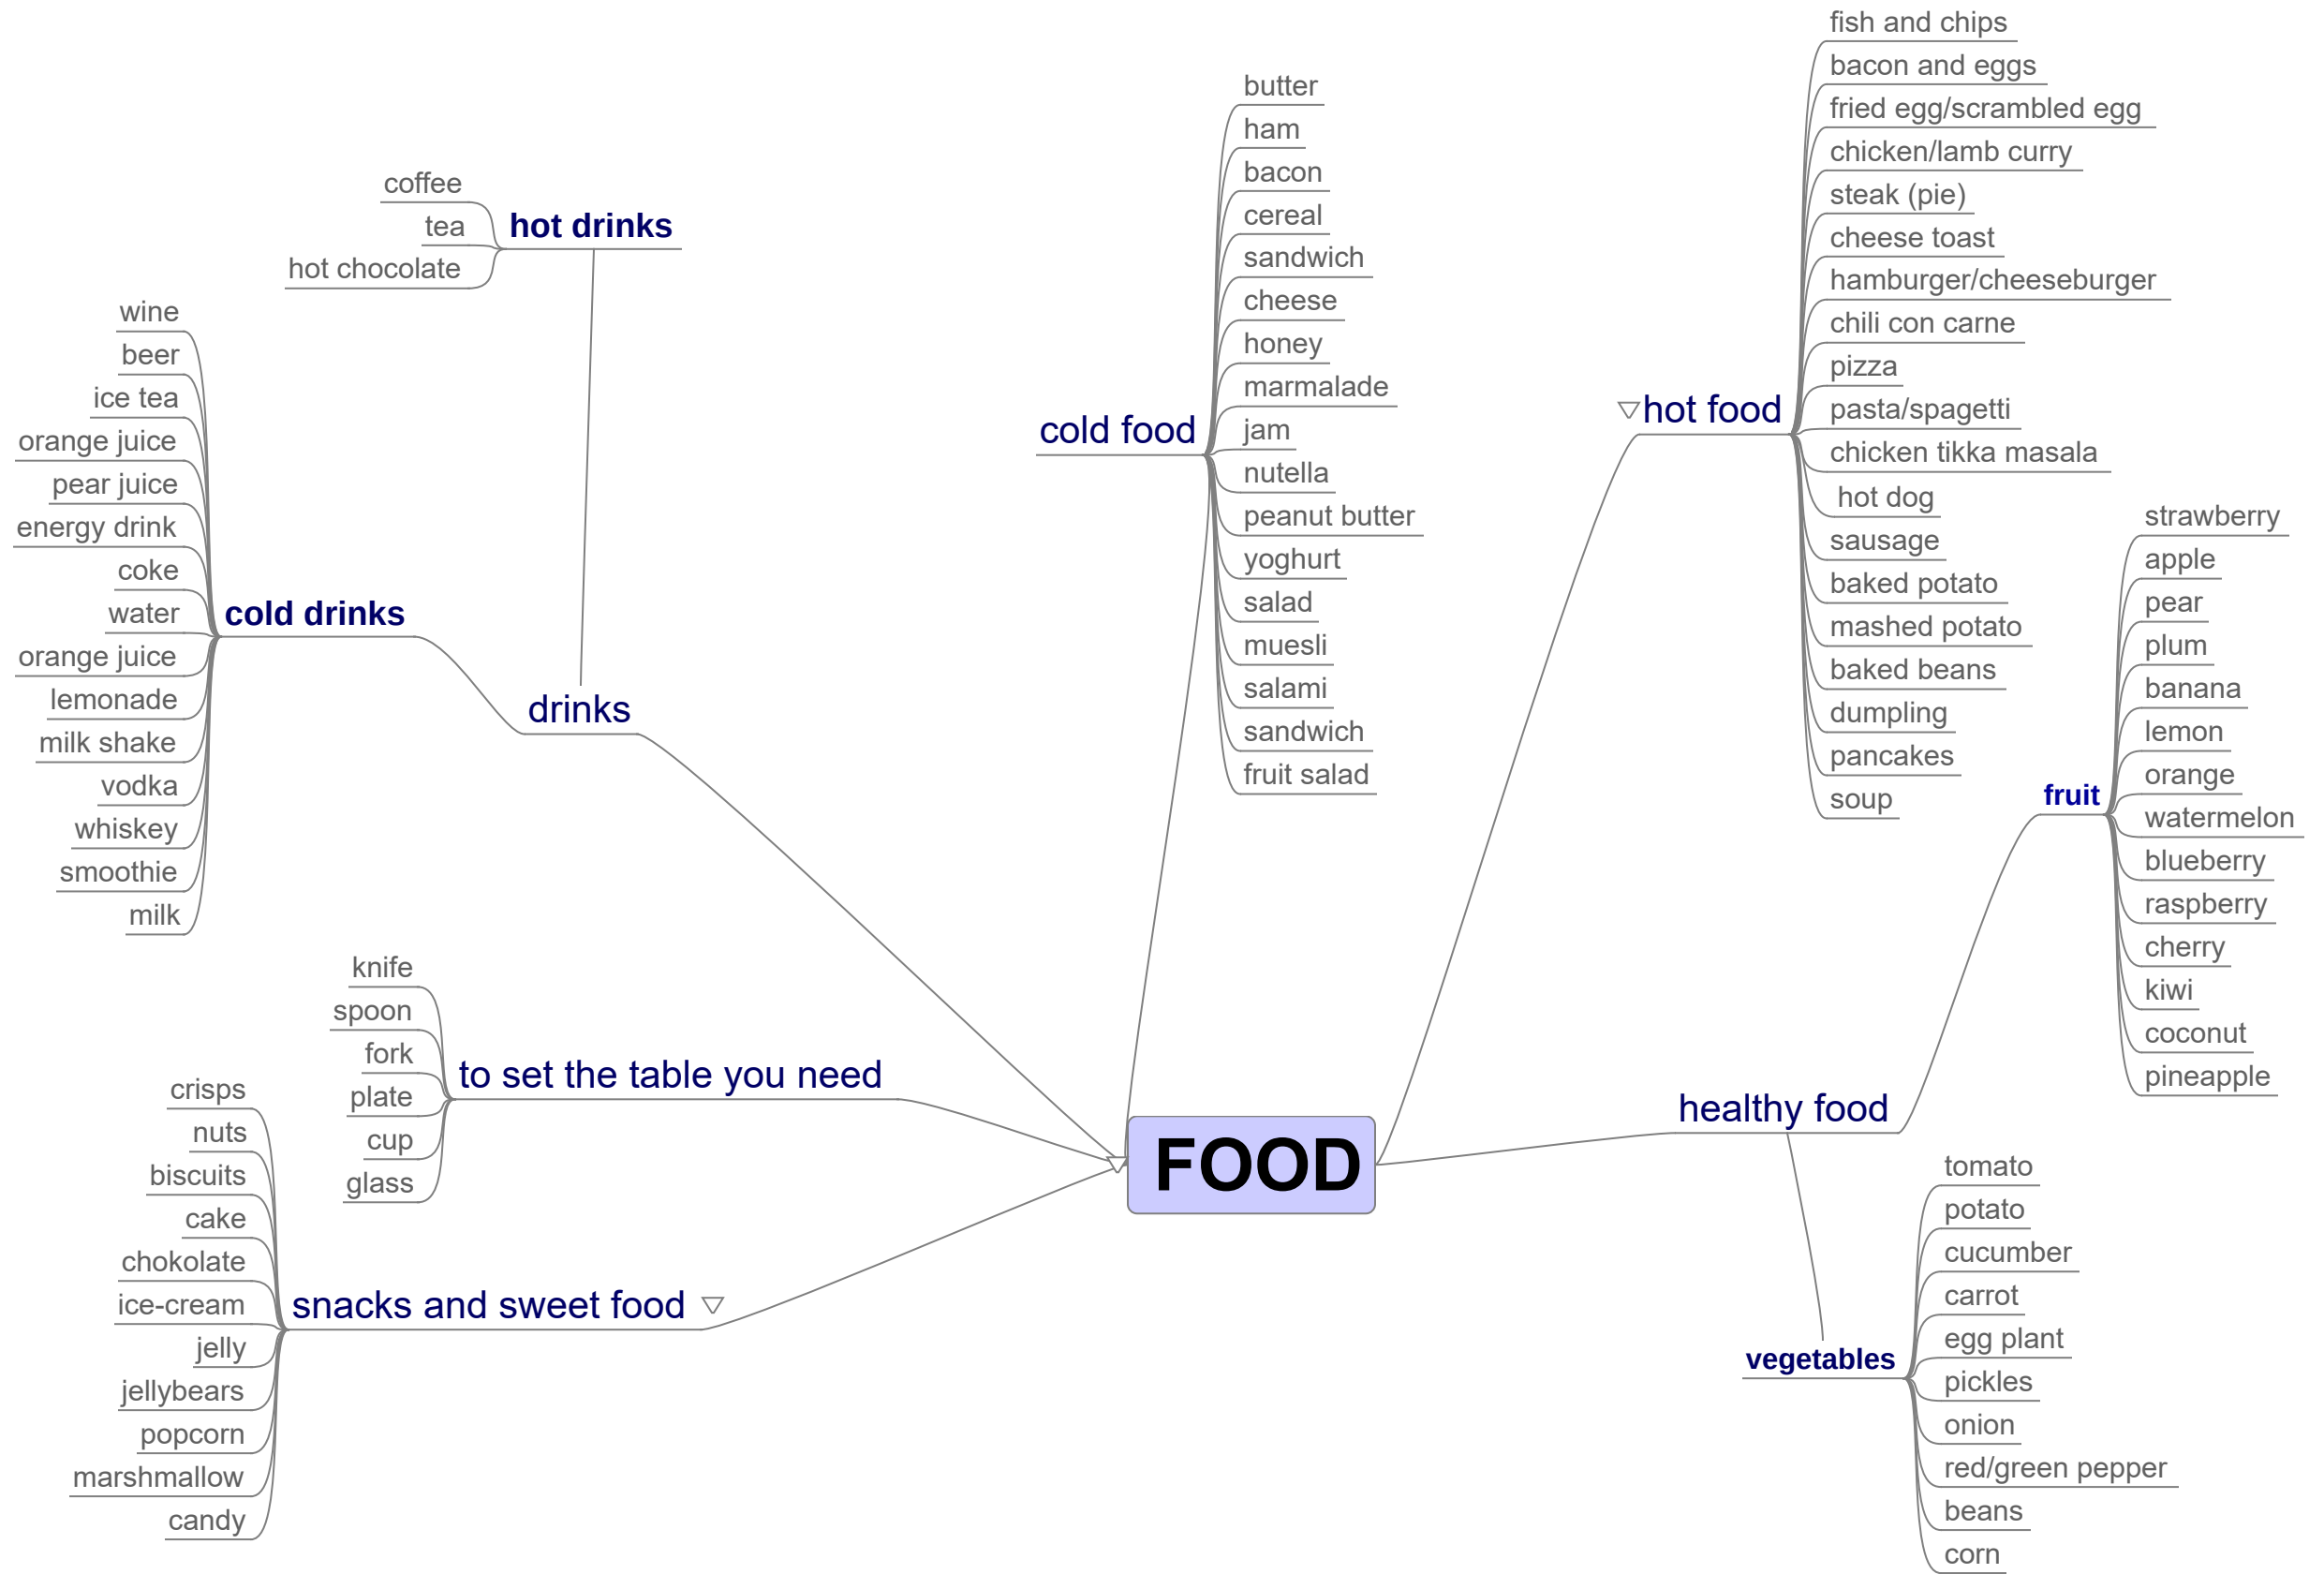 FOOD
drinks
hot drinks
coffee
tea
hot chocolate
cold drinks
wine
beer
ice tea
orange juice
pear juice
energy drink
coke
water
orange juice
lemonade
milk shake
vodka
whiskey
smoothie
milk
to set the table you need
knife
spoon
fork
plate
cup
glass
snacks and sweet food
crisps
nuts
biscuits
cake
chokolate
ice-cream
jelly
jellybears
popcorn
marshmallow
candy
cold food
butter
ham
bacon
cereal
sandwich
cheese
honey
marmalade
jam
nutella
peanut butter
yoghurt
salad
muesli
salami
sandwich
fruit salad
hot food
fish and chips
bacon and eggs
fried egg/scrambled egg
chicken/lamb curry
steak (pie)
cheese toast
hamburger/cheeseburger
chili con carne
pizza
pasta/spagetti
chicken tikka masala
hot dog
sausage
baked potato
mashed potato
baked beans
dumpling
pancakes
soup
healthy food
fruit
strawberry
apple
pear
plum
banana
lemon
orange
watermelon
blueberry
raspberry
cherry
kiwi
coconut
pineapple
vegetables
tomato
potato
cucumber
carrot
egg plant
pickles
onion
red/green pepper
beans
corn